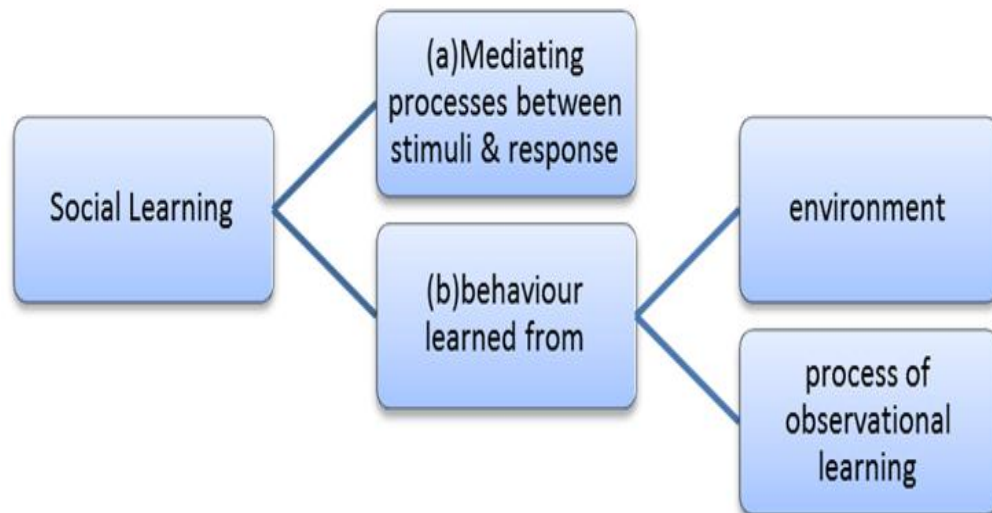 Social Learning
(a)Mediating
processes between
stimuli & response
(b)behaviour
learned from
environment
process of
observational
learning